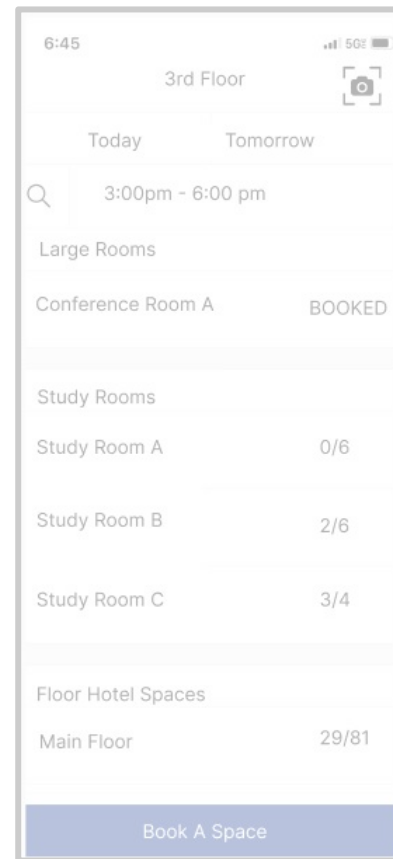 6:45 5G
3rd Floor
Today Tomorrow
3:00pm - 6:00 pm
Large Rooms
Conference Room A BOOKED
Study Rooms
Study Room A 0/6
Study Room B 2/6
Study Room C 3/4
Floor Hotel Spaces
Main Floor 29/81
Book A Space